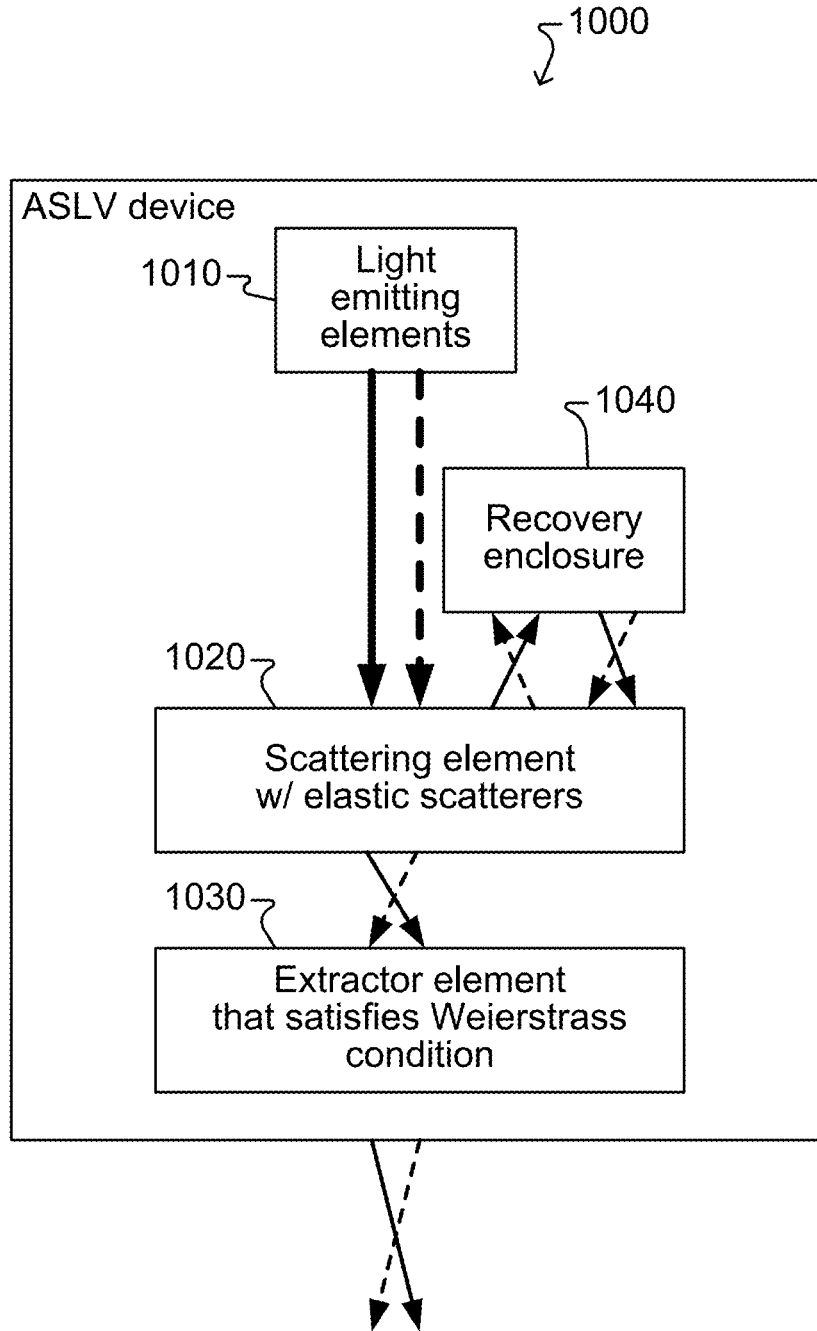 1000
ASLV device
1010
Light
emitting
elements
1040
Recovery
enclosure
1020
Scattering element
w/ elastic scatterers
1030
Extractor element
that satisfies Weierstrass
condition